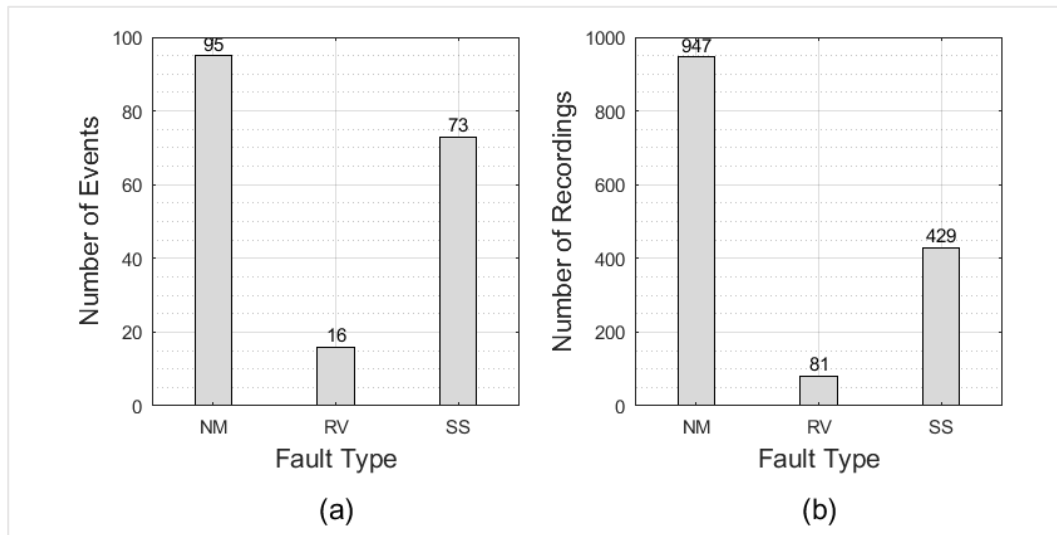 100
80
60
40
20
0
Number of Events
95
16
73
NM RV SS
Fault Type
(a)
1000
800
600
400
200
0
Number of Recordings
947
81
429
NM RV SS
Fault Type
(b)